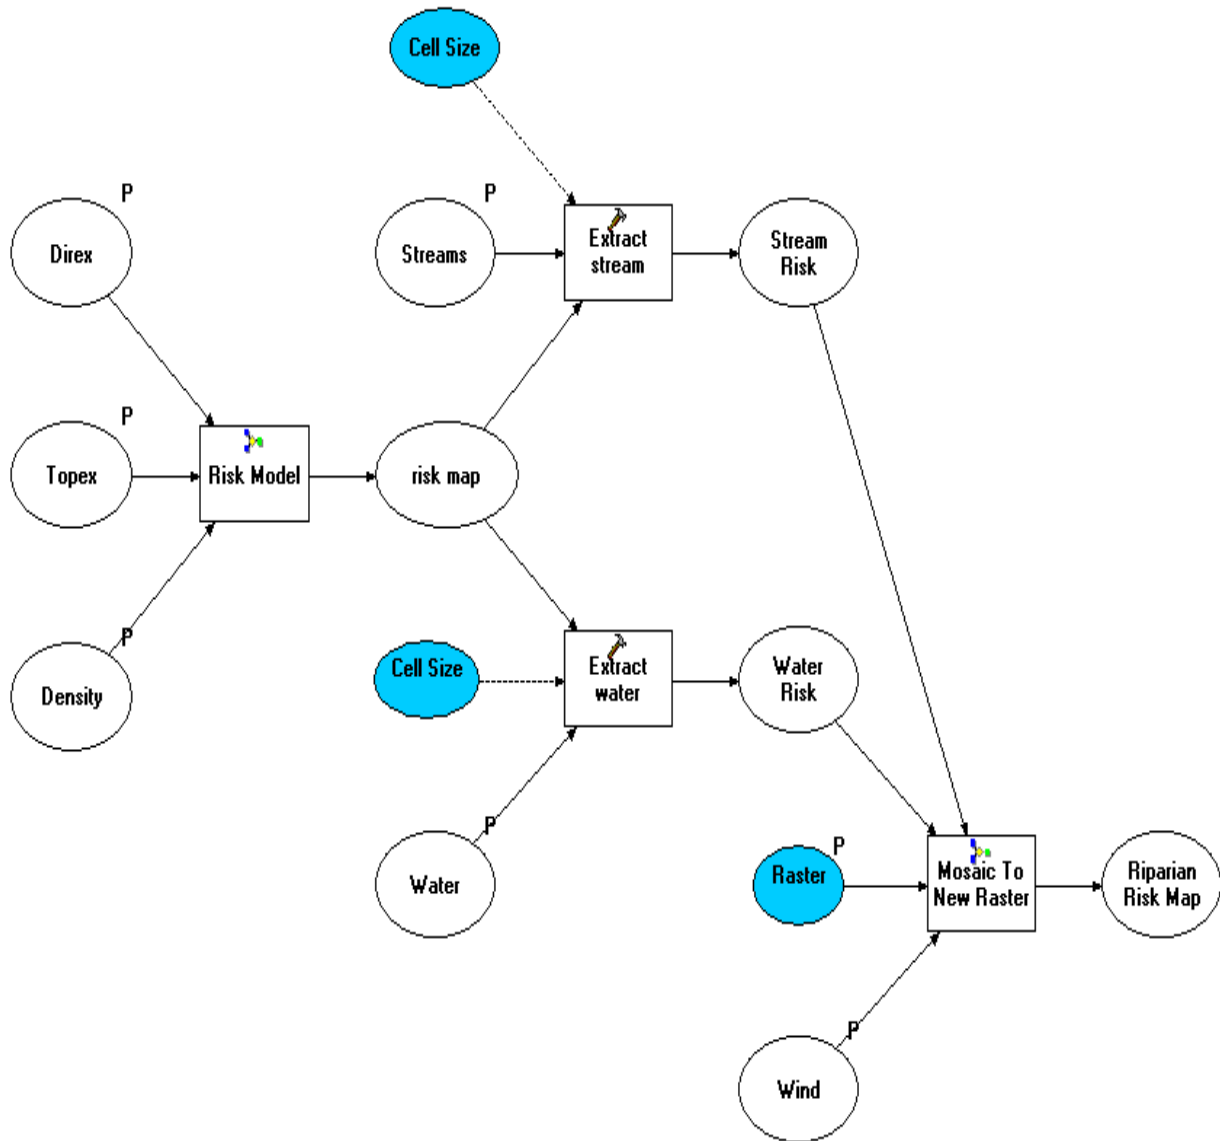 Cell Size
P
Direx
P
Streams
Extract
stream
Stream
Risk
P
Topex
Risk Model
risk map
P
Density
Cell Size
Extract
water
Water
Risk
P
Water
P
Raster
Mosaic To
New Raster
Riparian
Risk Map
P
Wind